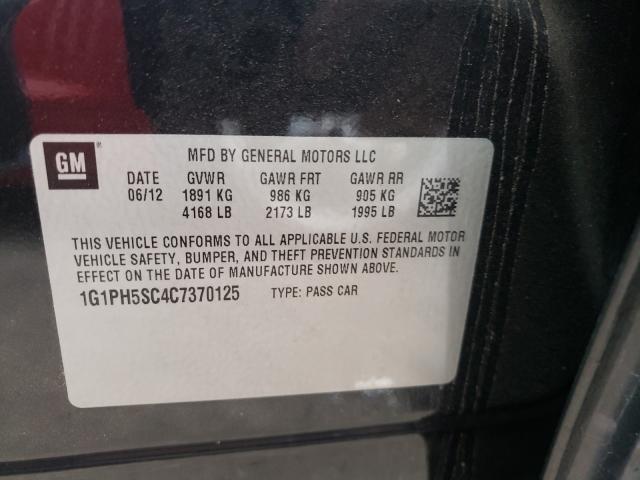 GM
MFD BY GENERAL MOTORS LLC
DATE GVWR GAWR FRT GAWR RR
06/12 1891 KG 986 KG 905 KG
4168 LB 2173 LB 1995 LB
THIS VEHICLE CONFORMS TO ALL APPLICABLE U.S. FEDERAL MOTOR
VEHICLE SAFETY, BUMPER, AND THEFT PREVENTION STANDARDS IN
EFFECT ON THE DATE OF MANUFACTURE SHOWN ABOVE.
1G1PH5SC4C7370125 TYPE: PASS CAR